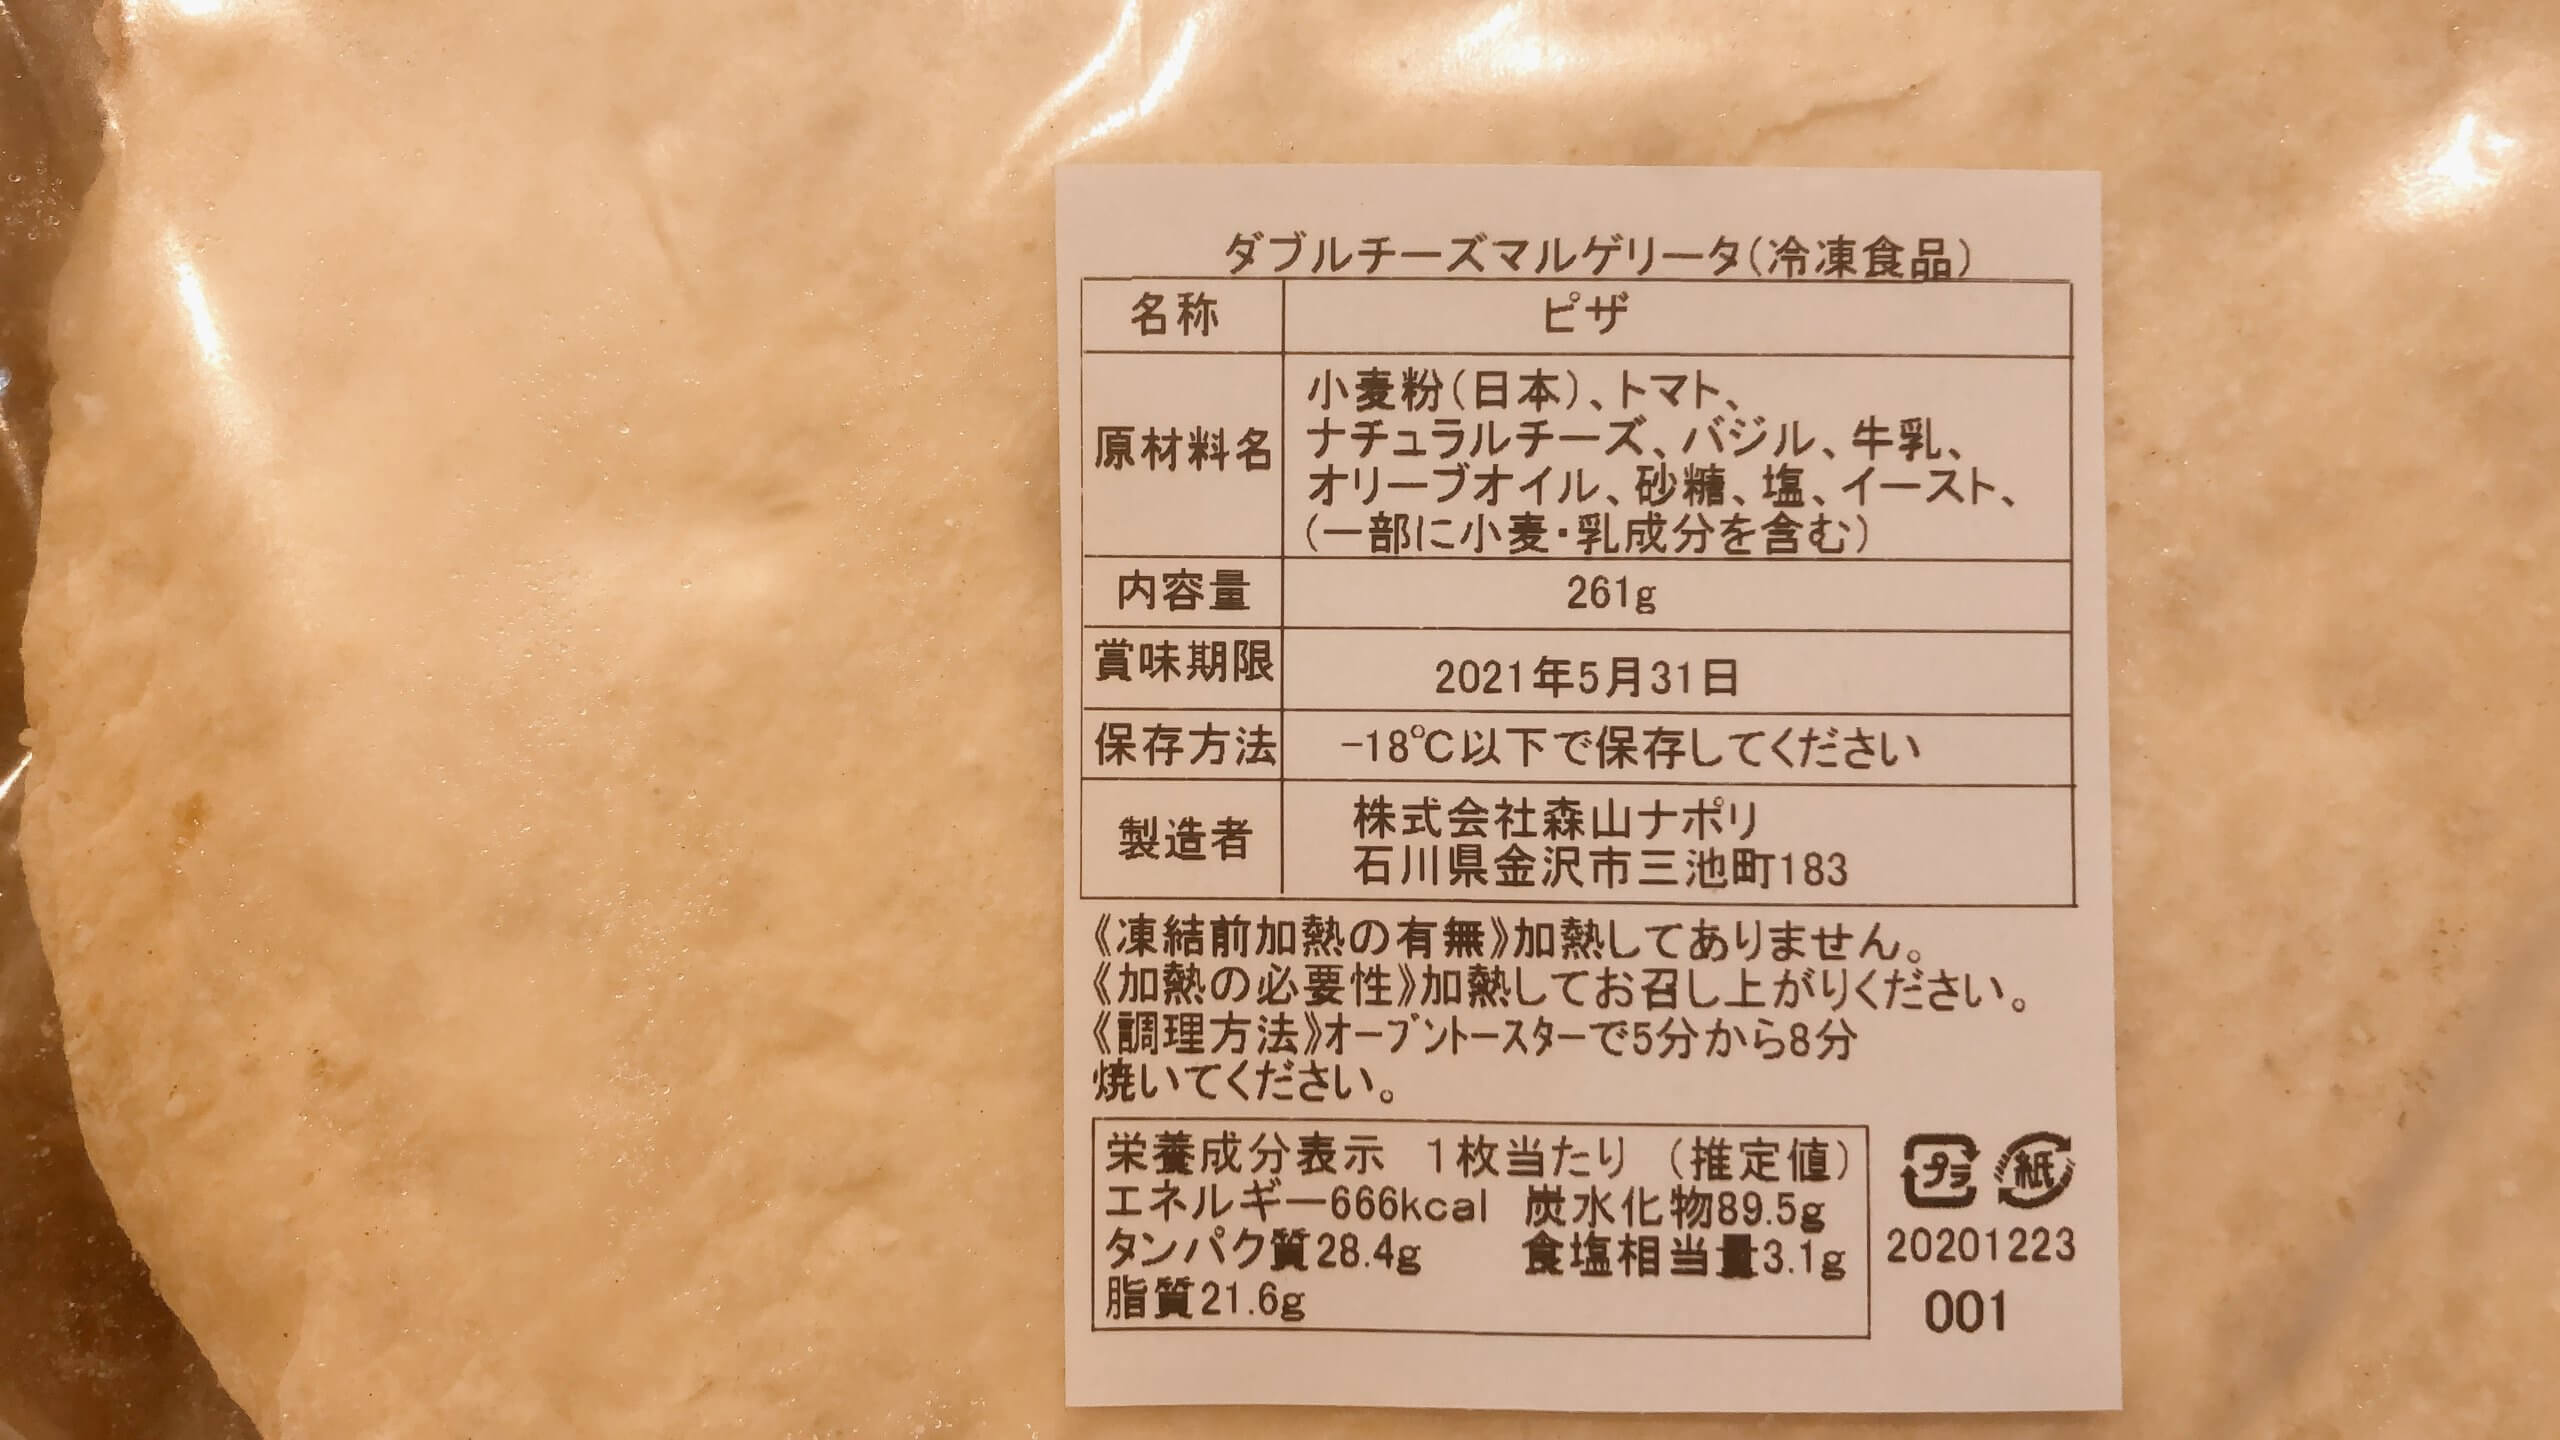 ダブルチーズマルゲリータ(冷凍食品)
名称 ピザ
原材料名 小麦粉(日本)、トマト、
ナチュラルチーズ、バジル、牛乳、
オリーブオイル、砂糖、塩、イースト、
(一部に小麦・乳成分を含む)
内容量 261g
賞味期限 2021年5月31日
保存方法 -18℃以下で保存してください
製造者 株式会社森山ナポリ
石川県金沢市三池町183
《凍結前加熱の有無》加熱してありません。
《加熱の必要性》加熱してお召し上がりください。
《調理方法》ｵｰﾌﾞﾝﾄｰｽﾀｰで5分から8分
焼いてください。
栄養成分表示 1枚当たり (推定値)
エネルギー666kcal 炭水化物89.5g
タンパク質28.4g 食塩相当量3.1g
脂質21.6g
プラ 紙
20201223
001